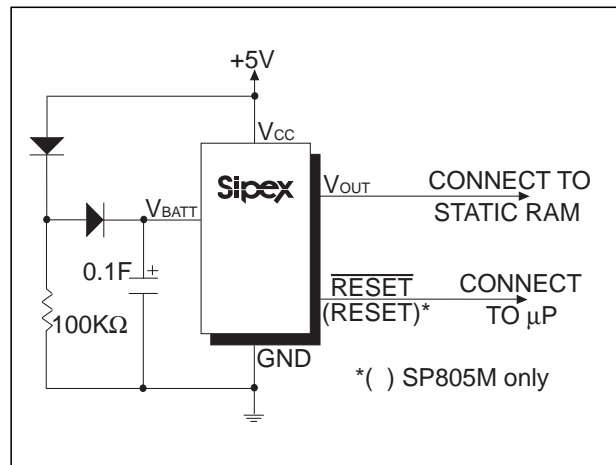 +5V
VCC
Sipex
VOUT
CONNECT TO
STATIC RAM
VBATT
0.1F
+
RESET
(RESET)*
CONNECT
TO μP
100KΩ
GND
*( ) SP805M only